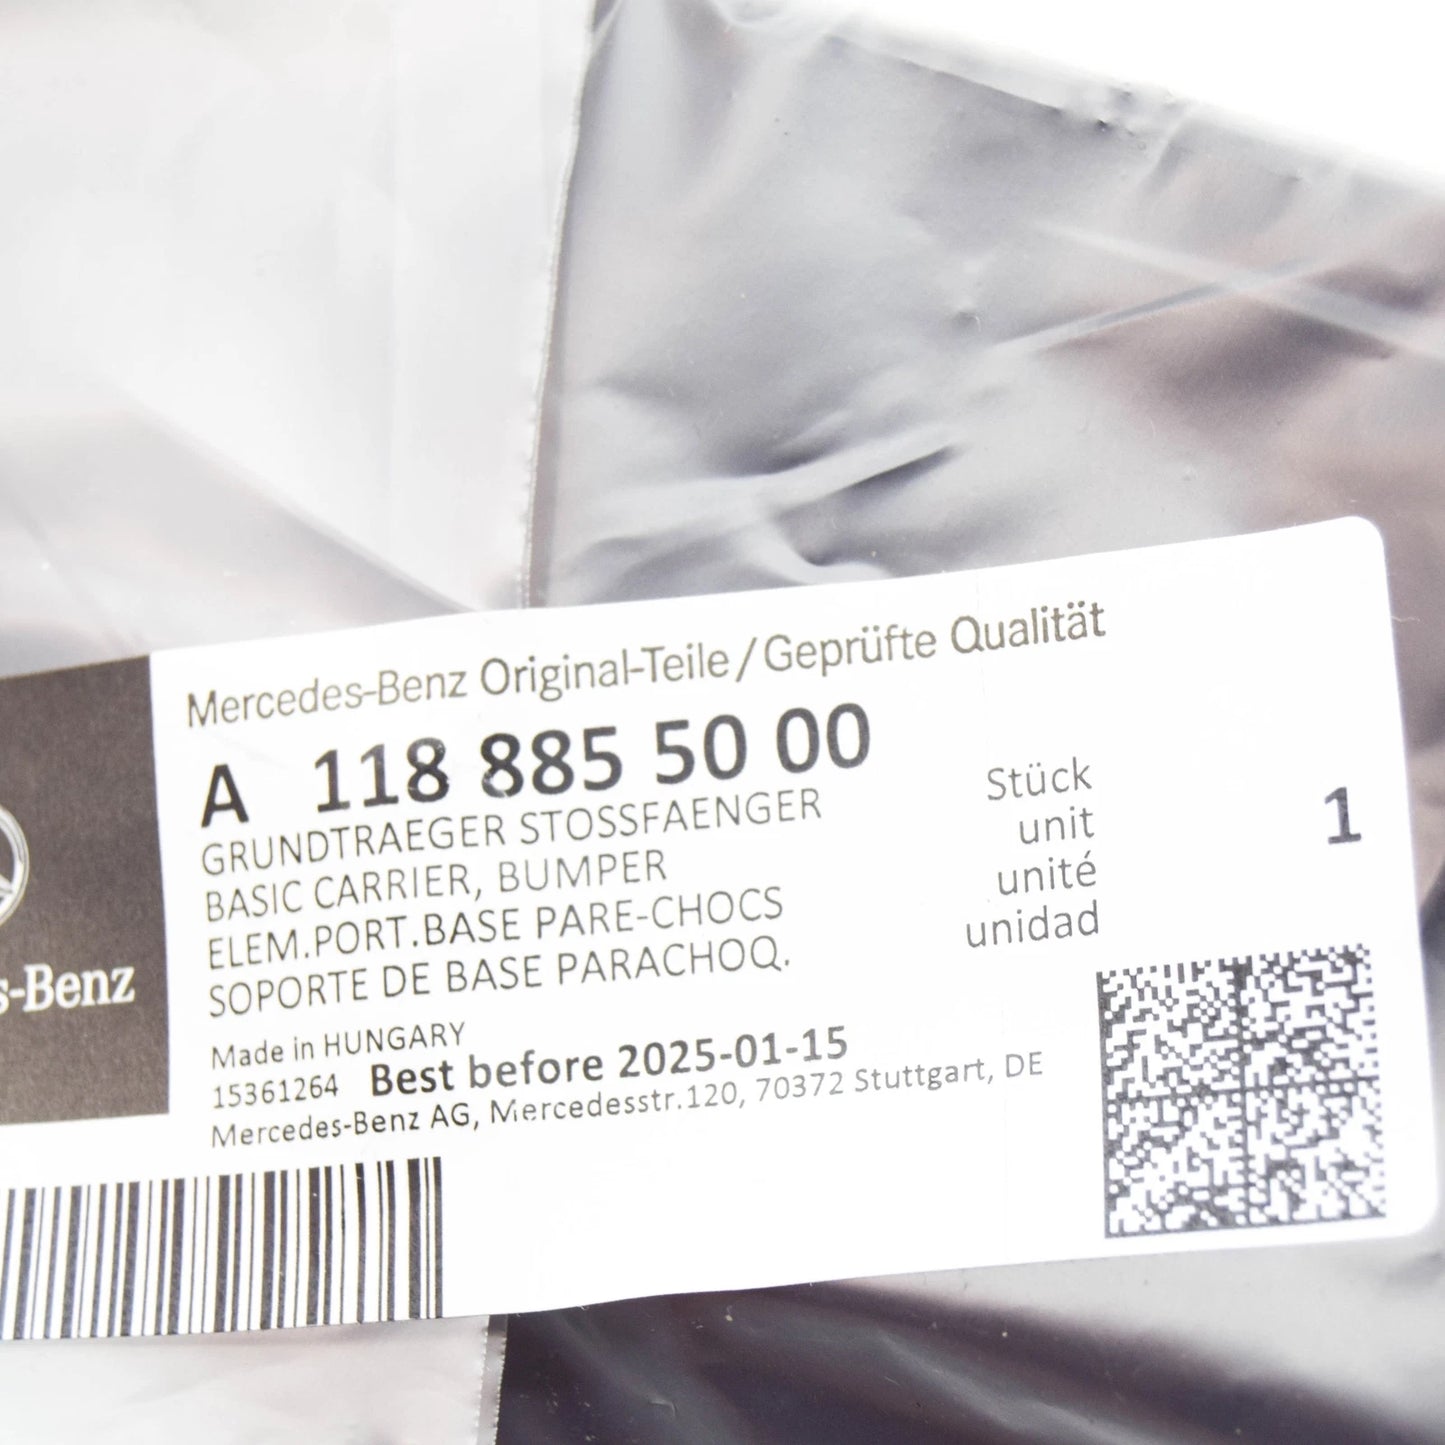 Mercedes-Benz Original-Teile/Geprüfte Qualität
A 118 885 50 00
GRUNDTRAEGER STOSSFAENGER
BASIC CARRIER, BUMPER
ELEM.PORT.BASE PARE-CHOCS
SOPORTE DE BASE PARACHOQ.
Stück
unit
unité
unidad
1
Made in HUNGARY
15361264 Best before 2025-01-15
Mercedes-Benz AG, Mercedesstr.120, 70372 Stuttgart, DE
s-Benz